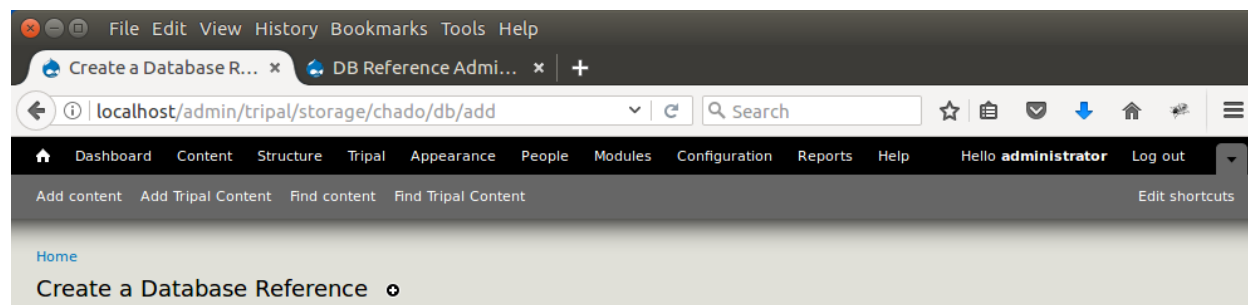 File Edit View History Bookmarks Tools Help
Create a Database R... × DB Reference Admi... × +
localhost/admin/tripal/storage/chado/db/add Search
Dashboard Content Structure Tripal Appearance People Modules Configuration Reports Help Hello administrator Log out
Add content Add Tripal Content Find content Find Tripal Content Edit shortcuts
Home
Create a Database Reference